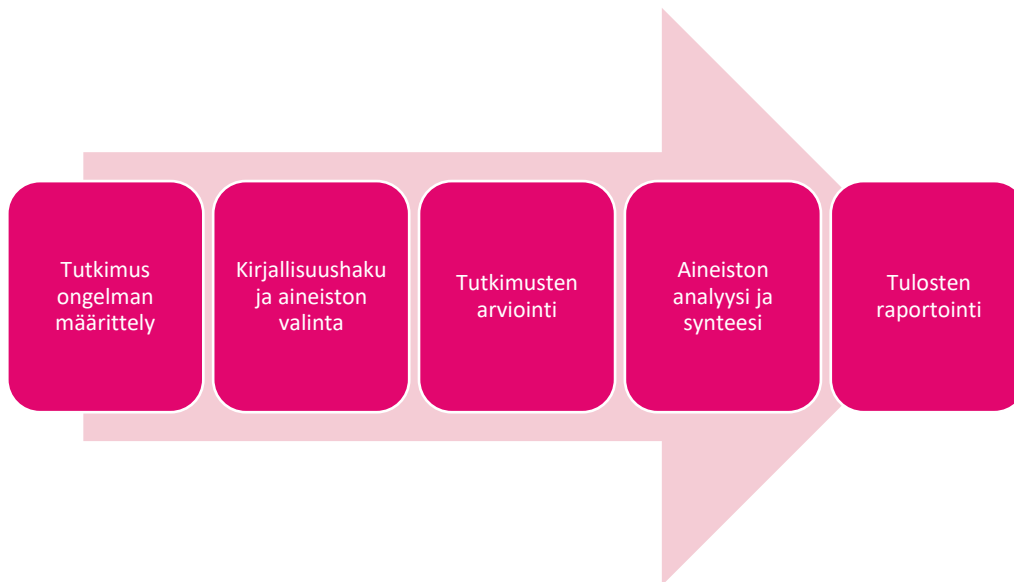 Tutkimus
ongelman
määrittely
Kirjallisuushaku
ja aineiston
valinta
Tutkimusten
arviointi
Aineiston
analyysi ja
synteesi
Tulosten
raportointi